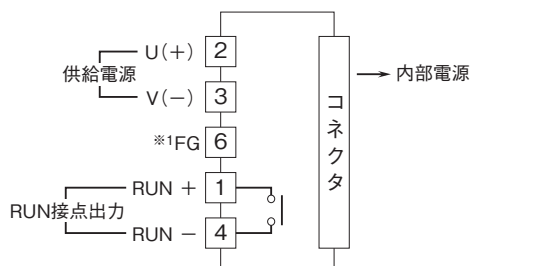 U(+) 2
供給電源
V(−) 3
※1FG 6
RUN + 1
RUN接点出力
RUN − 4
コネクタ
内部電源